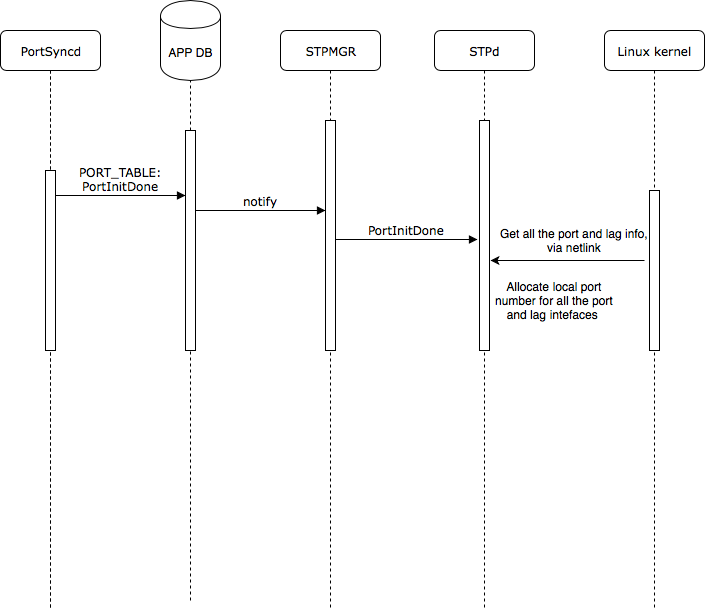 PortSyncd
APP DB
STPMGR
STPd
Linux kernel
PORT_TABLE:
PortInitDone
notify
PortInitDone
Get all the port and lag info,
via netlink
Allocate local port
number for all the port
and lag intefaces